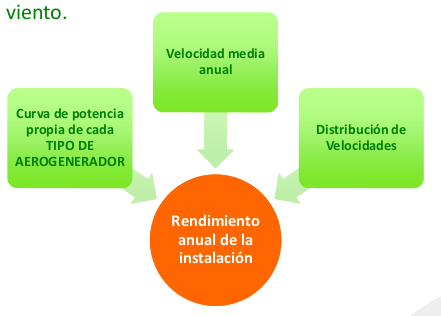 viento.
Velocidad media
anual
Curva de potencia
propia de cada
TIPO DE
AEROGENERADOR
Distribución de
Velocidades
Rendimiento
anual de la
instalación